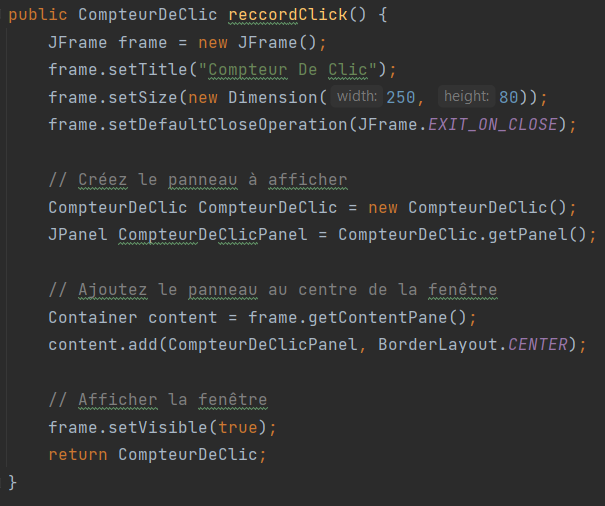 public CompteurDeClic reccordClick() {
    JFrame frame = new JFrame();
    frame.setTitle("Compteur De Clic");
    frame.setSize(new Dimension( width: 250, height: 80));
    frame.setDefaultCloseOperation(JFrame.EXIT_ON_CLOSE);

    // Créez le panneau à afficher
    CompteurDeClic CompteurDeClic = new CompteurDeClic();
    JPanel CompteurDeClicPanel = CompteurDeClic.getPanel();

    // Ajoutez le panneau au centre de la fenêtre
    Container content = frame.getContentPane();
    content.add(CompteurDeClicPanel, BorderLayout.CENTER);

    // Afficher la fenêtre
    frame.setVisible(true);
    return CompteurDeClic;
}